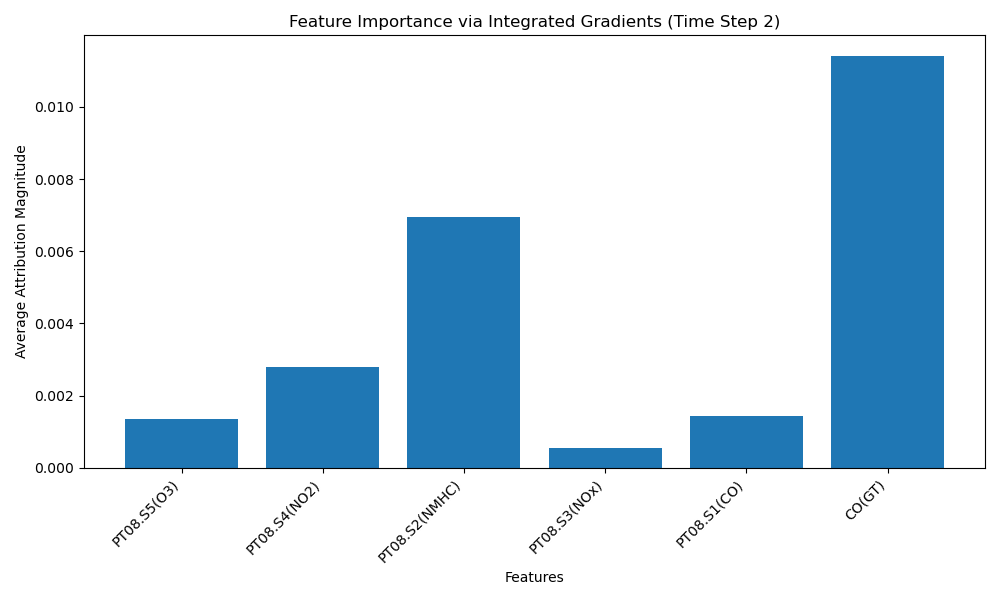 Feature Importance via Integrated Gradients (Time Step 2)
Average Attribution Magnitude
0.010
0.008
0.006
0.004
0.002
0.000
PT08.S5(O3)
PT08.S4(NO2)
PT08.S2(NMHC)
PT08.S3(NOx)
PT08.S1(CO)
CO(GT)
Features